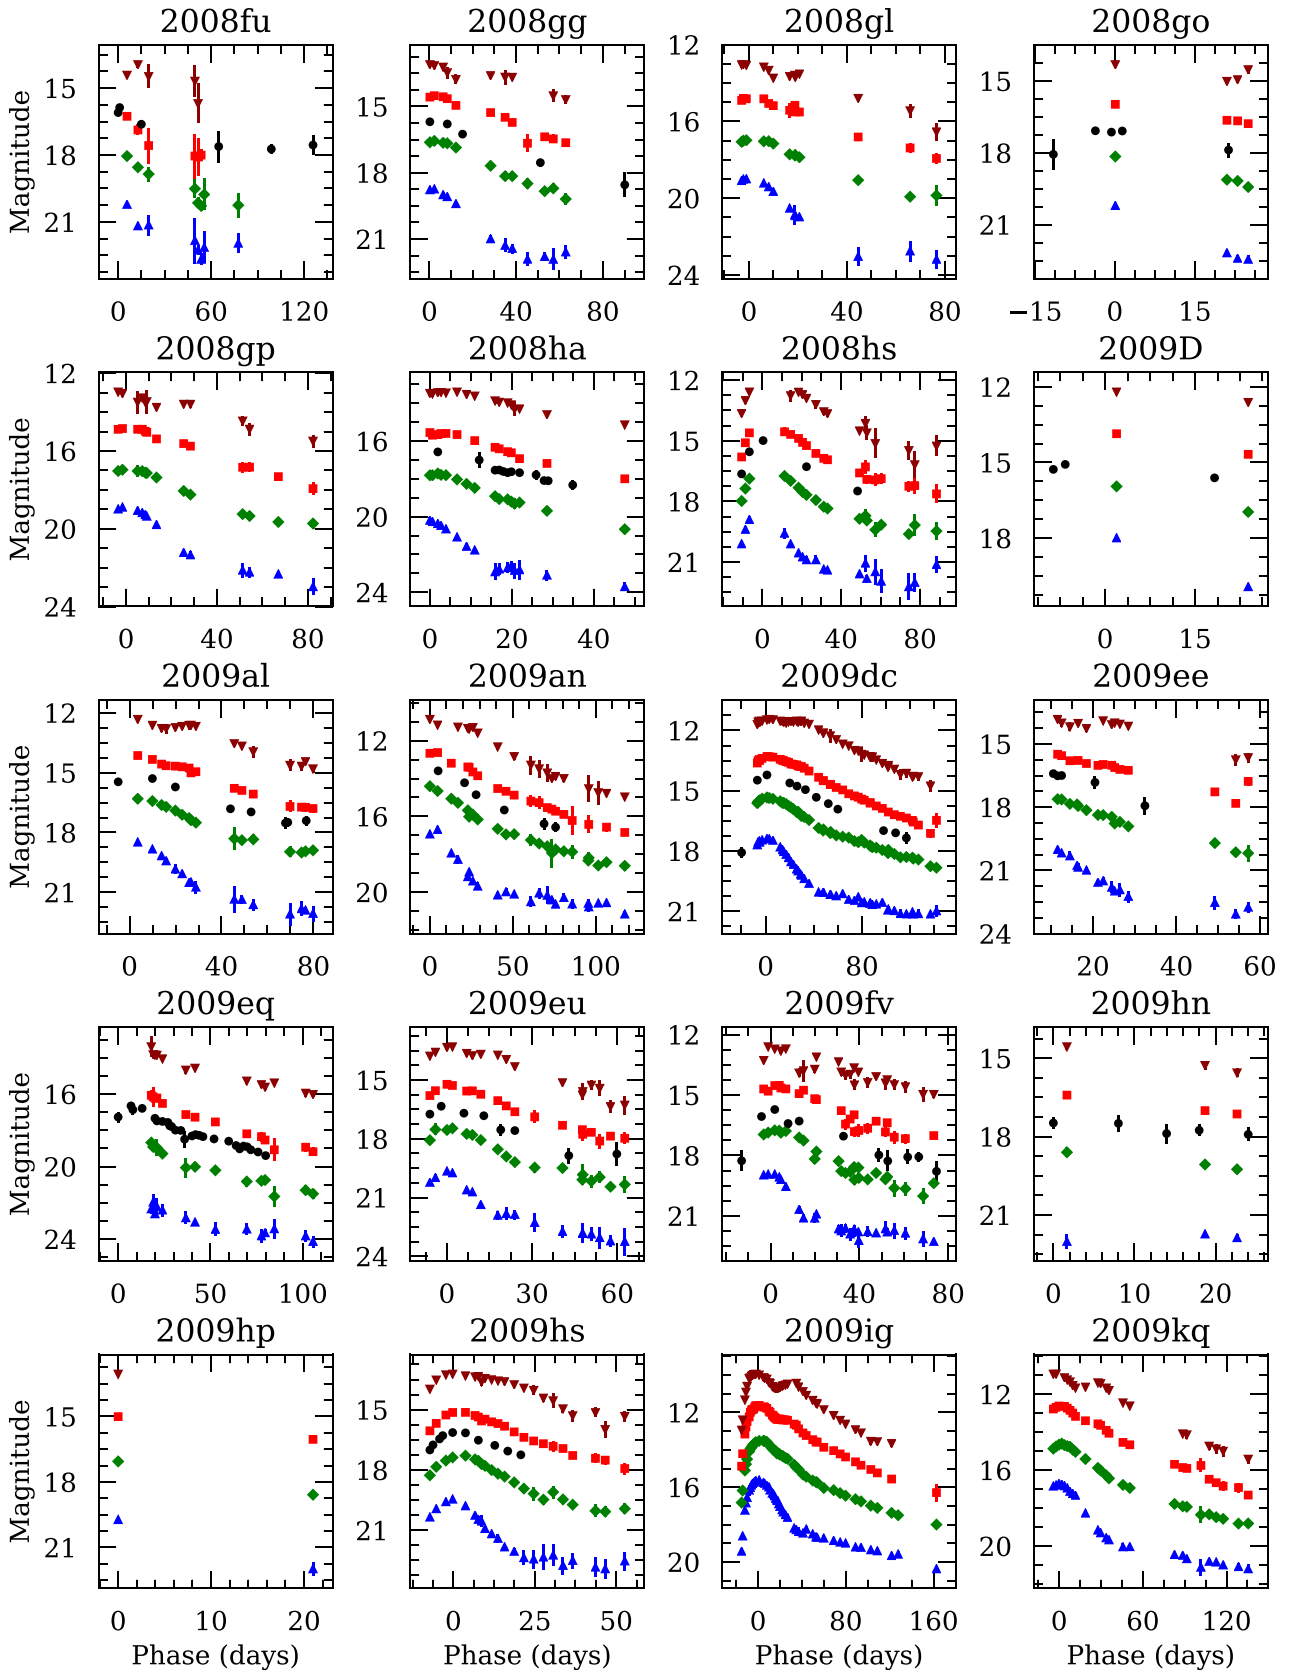 2008fu 2008gg 2008gl 2008go
Magnitude 15 18 21 15 18 21 12 16 20 24 15 18 21
0 60 120 0 40 80 0 40 80 −15 0 15
2008gp 2008ha 2008hs 2009D
Magnitude 12 16 20 24 16 20 24 12 15 18 21 12 15 18
0 40 80 0 20 40 0 40 80 0 15
2009al 2009an 2009dc 2009ee
Magnitude 12 15 18 21 12 16 20 12 15 18 21 15 18 21 24
0 40 80 0 50 100 0 80 20 40 60
2009eq 2009eu 2009fv 2009hn
Magnitude 16 20 24 15 18 21 24 12 15 18 21 15 18 21
0 50 100 0 30 60 0 40 80 0 10 20
2009hp 2009hs 2009ig 2009kq
Magnitude 15 18 21 15 18 21 12 16 20 12 16 20
0 10 20 0 25 50 0 80 160 0 60 120
Phase (days) Phase (days) Phase (days) Phase (days)